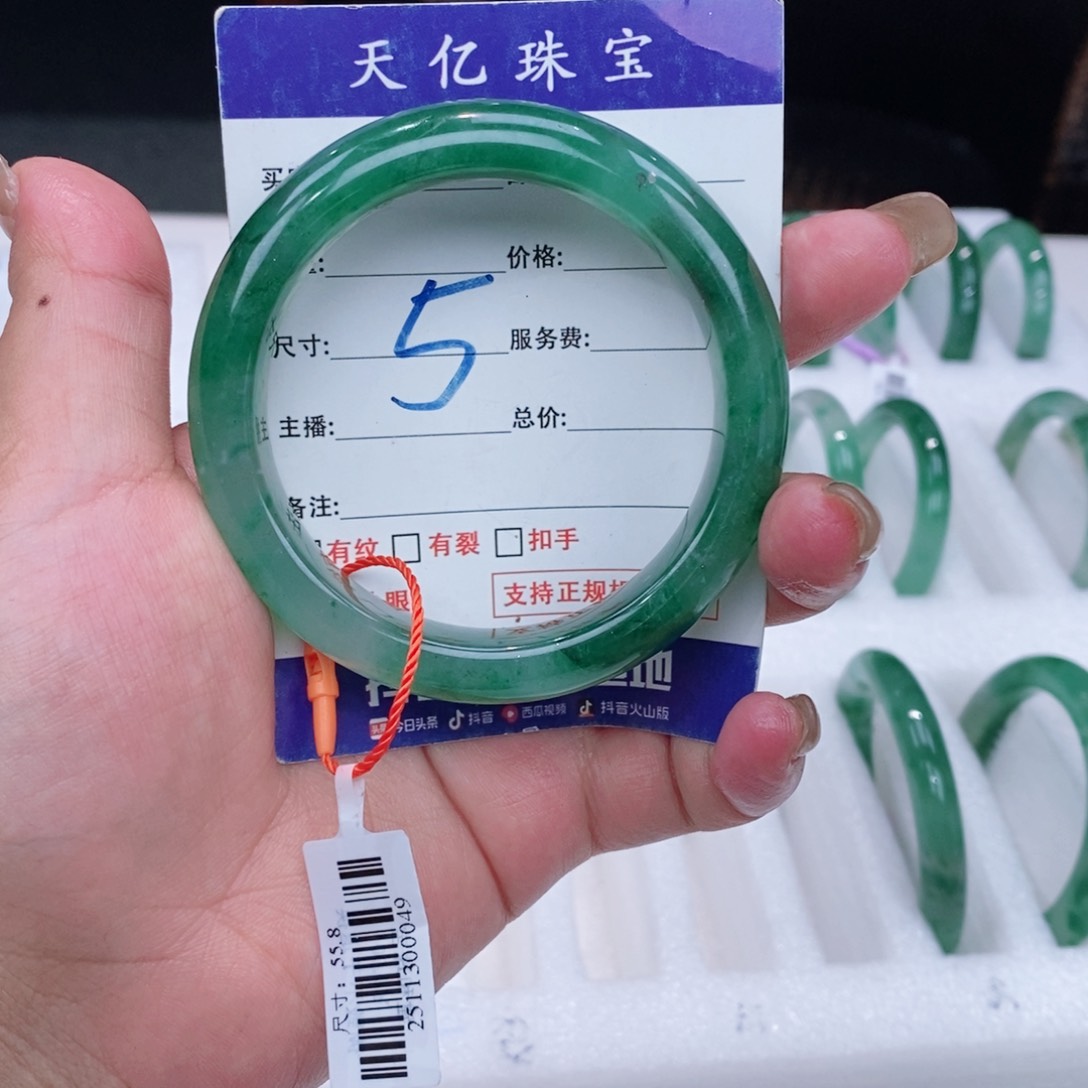 天亿珠宝
买
价格:
尺寸: 5 服务费:
主播: 总价:
备注:
有纹 □ 有裂 □ 扣手
眼 支持正规
今日头条 抖音 西瓜视频 抖音火山版
尺寸: 55.8
2511300049